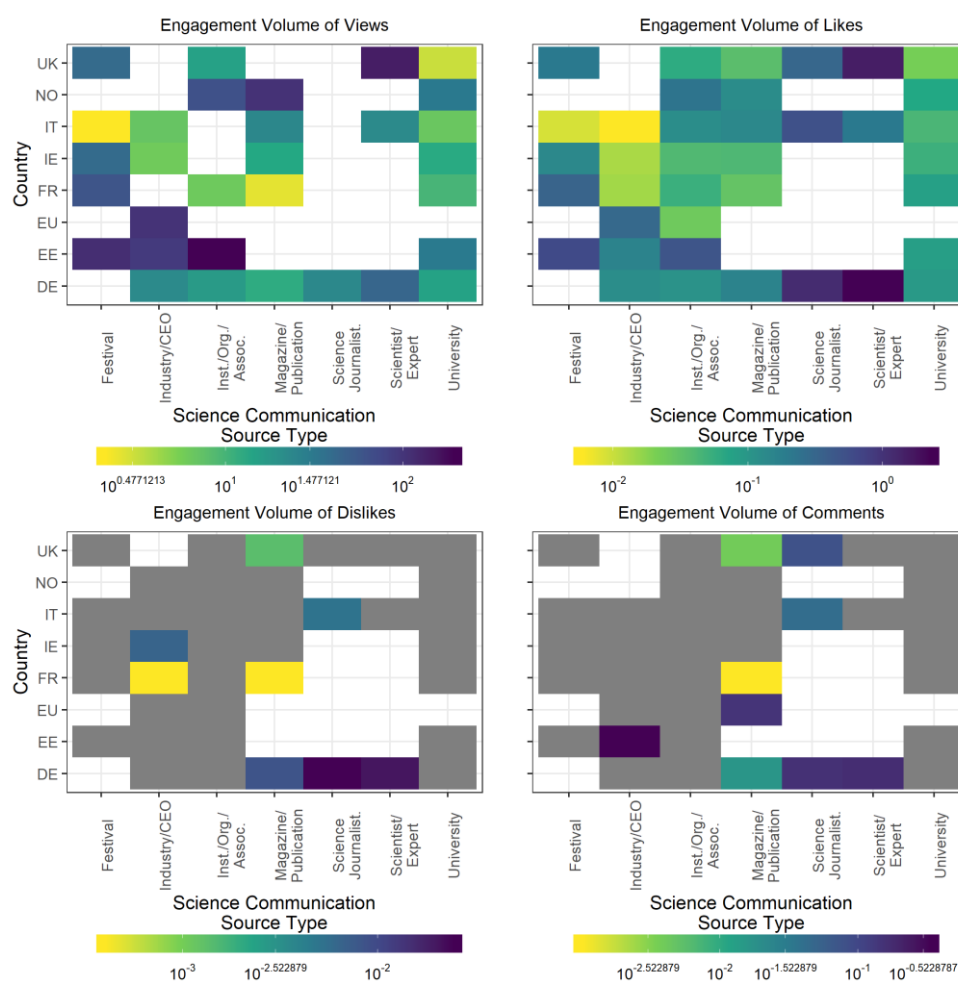 Engagement Volume of Views
Engagement Volume of Likes
Country
UK
NO
IT
IE
FR
EU
EE
DE
Festival
Industry/CEO
Inst./Org./
Assoc.
Magazine/
Publication
Science
Journalist.
Scientist/
Expert
University
Festival
Industry/CEO
Inst./Org./
Assoc.
Magazine/
Publication
Science
Journalist.
Scientist/
Expert
University
Science Communication
Source Type
Science Communication
Source Type
10^0.4771213 10^1 10^1.477121 10^2
10^-2 10^-1 10^0
Engagement Volume of Dislikes
Engagement Volume of Comments
Country
UK
NO
IT
IE
FR
EU
EE
DE
Festival
Industry/CEO
Inst./Org./
Assoc.
Magazine/
Publication
Science
Journalist.
Scientist/
Expert
University
Festival
Industry/CEO
Inst./Org./
Assoc.
Magazine/
Publication
Science
Journalist.
Scientist/
Expert
University
Science Communication
Source Type
Science Communication
Source Type
10^-3 10^-2.522879 10^-2
10^-2.522879 10^-2 10^-1.522879 10^-1 10^-0.5228787